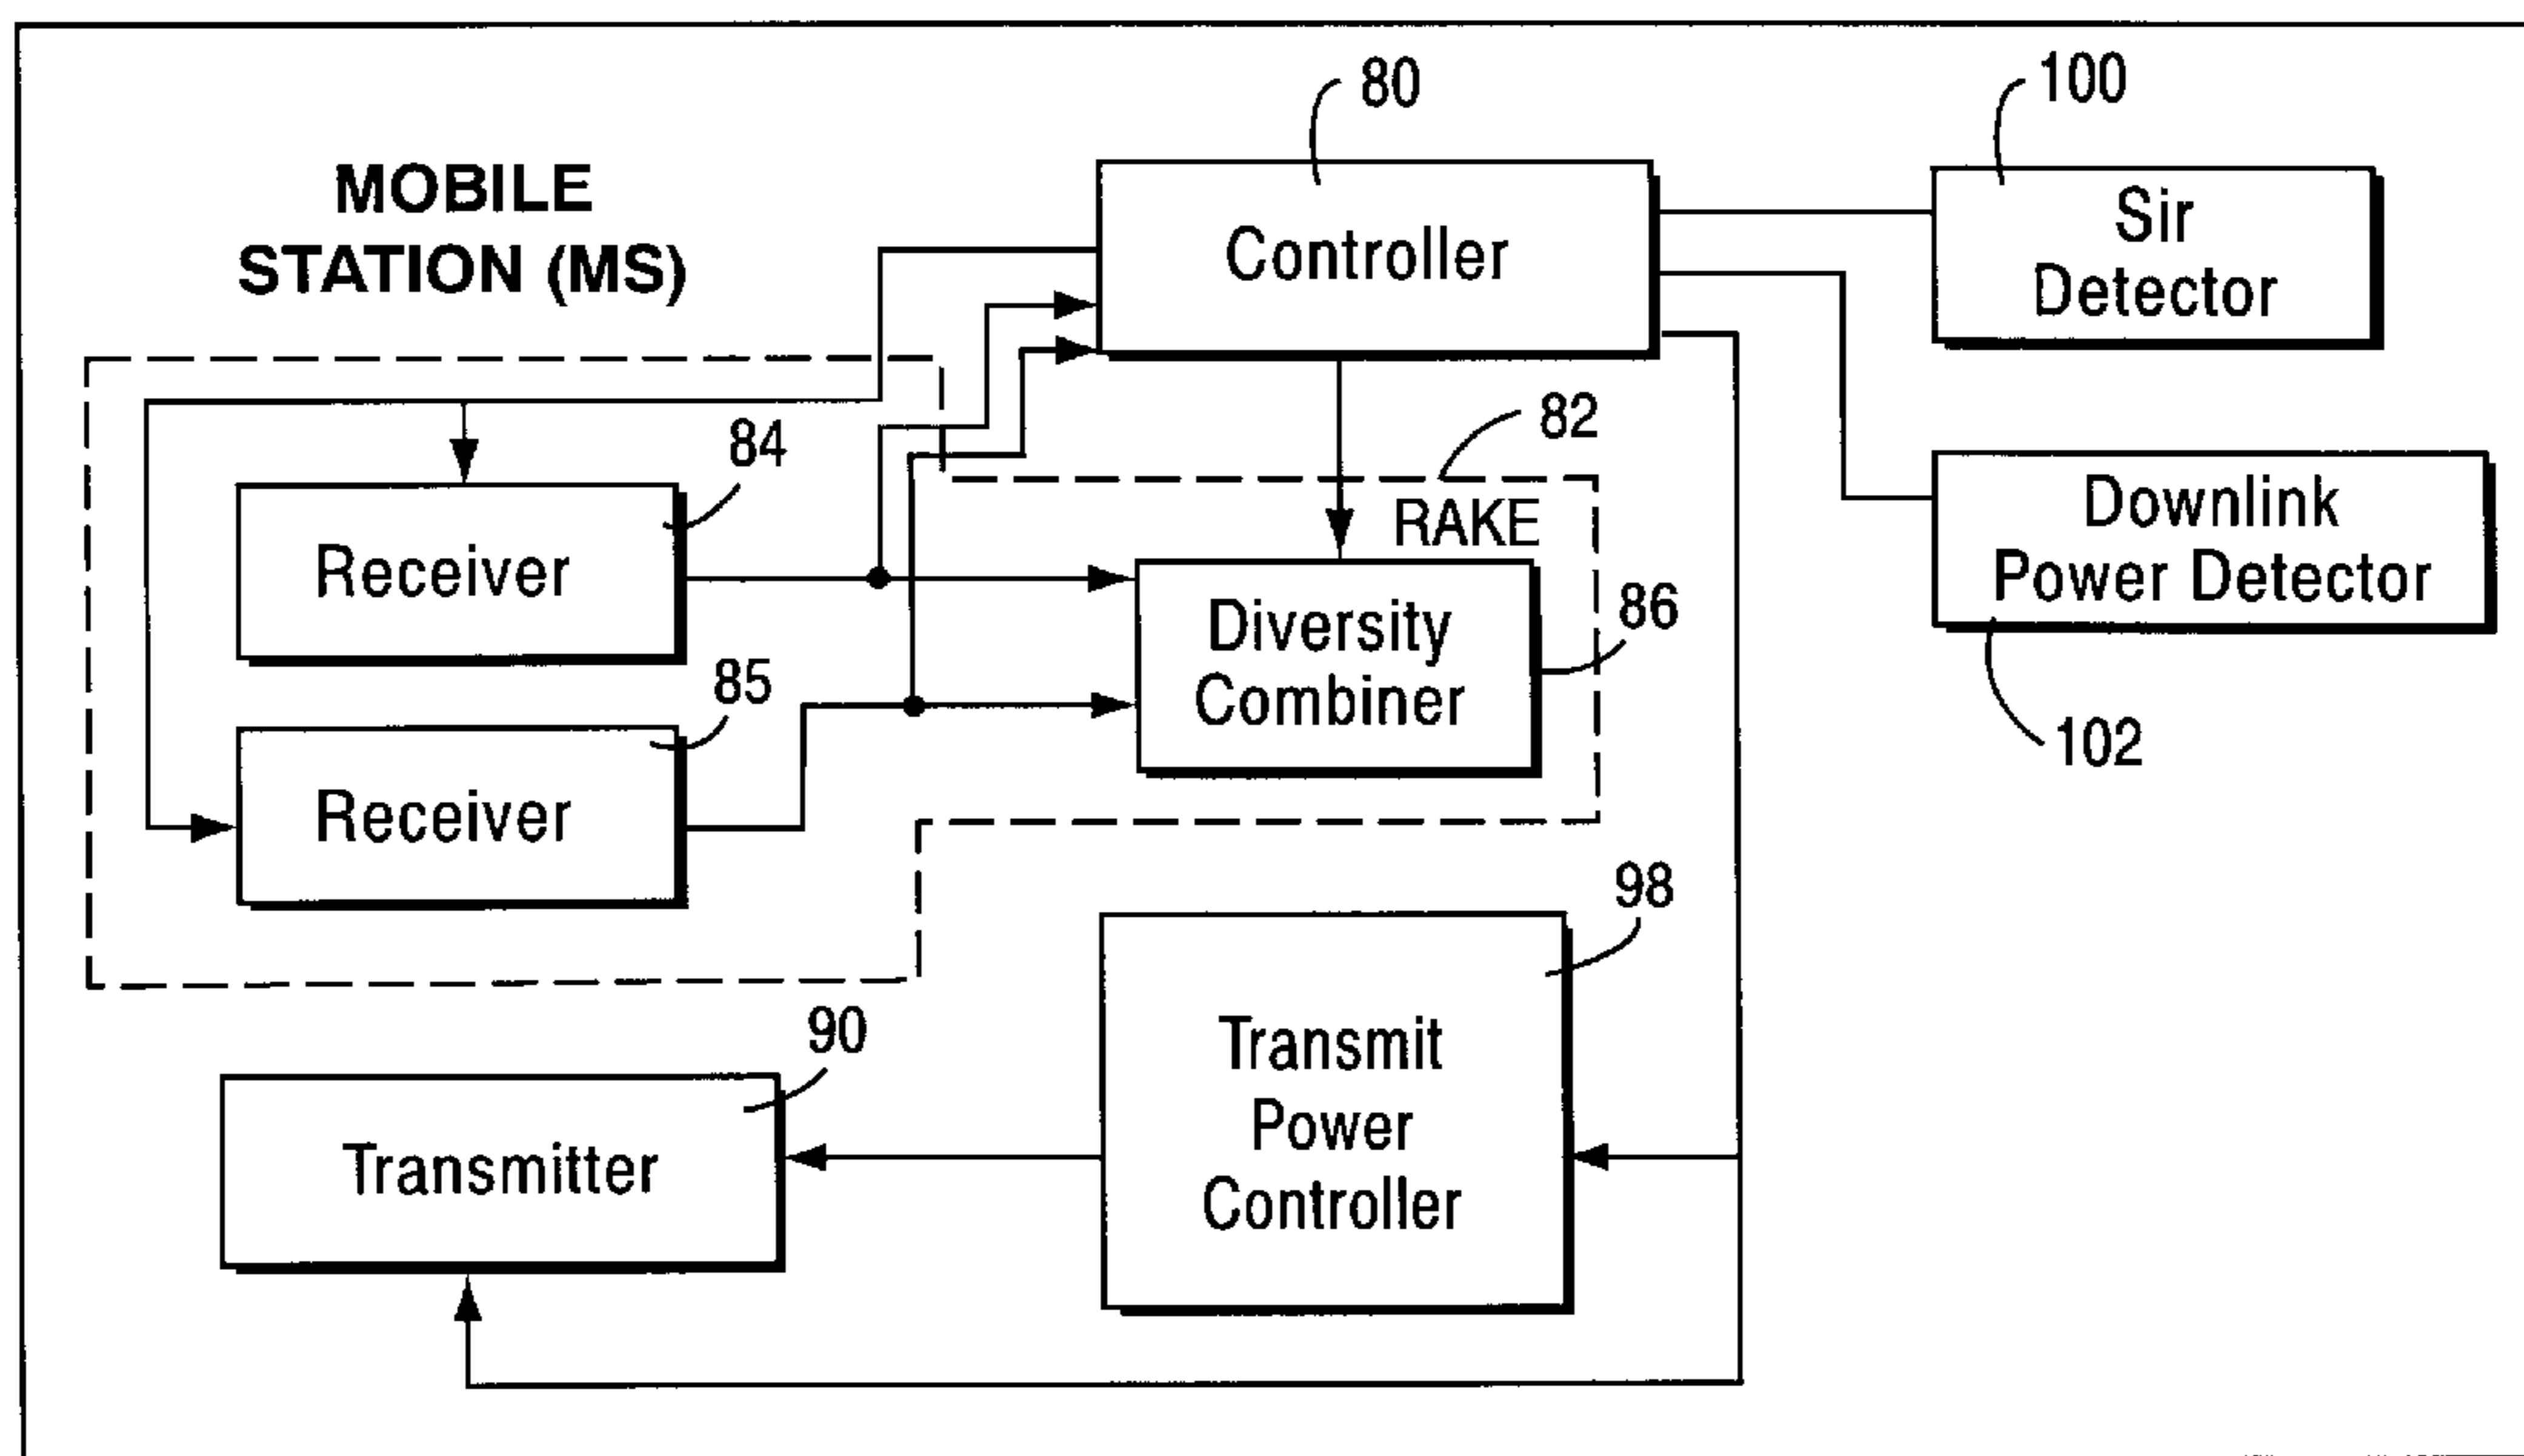 80
100
MOBILE
STATION (MS)
Controller
Sir
Detector
84
82
RAKE
Receiver
Downlink
Power Detector
86
Diversity
Combiner
85
102
Receiver
98
90
Transmit
Power
Controller
Transmitter